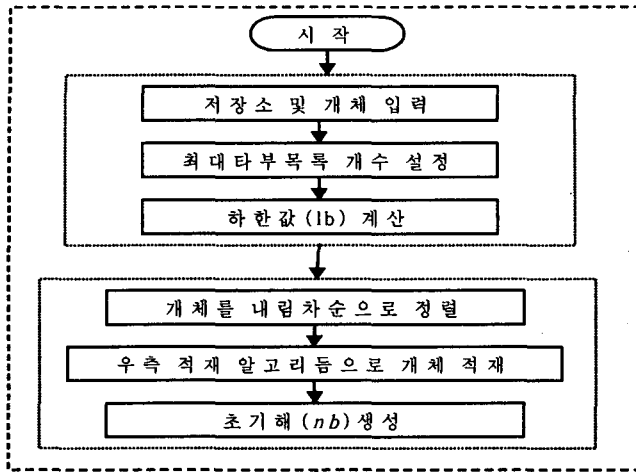 시 작
저장소 및 개체 입력
최대타부목록 개수 설정
하한값(lb) 계산
개체를 내림차순으로 정렬
우측 적재 알고리듬으로 개체 적재
초기해(nb)생성